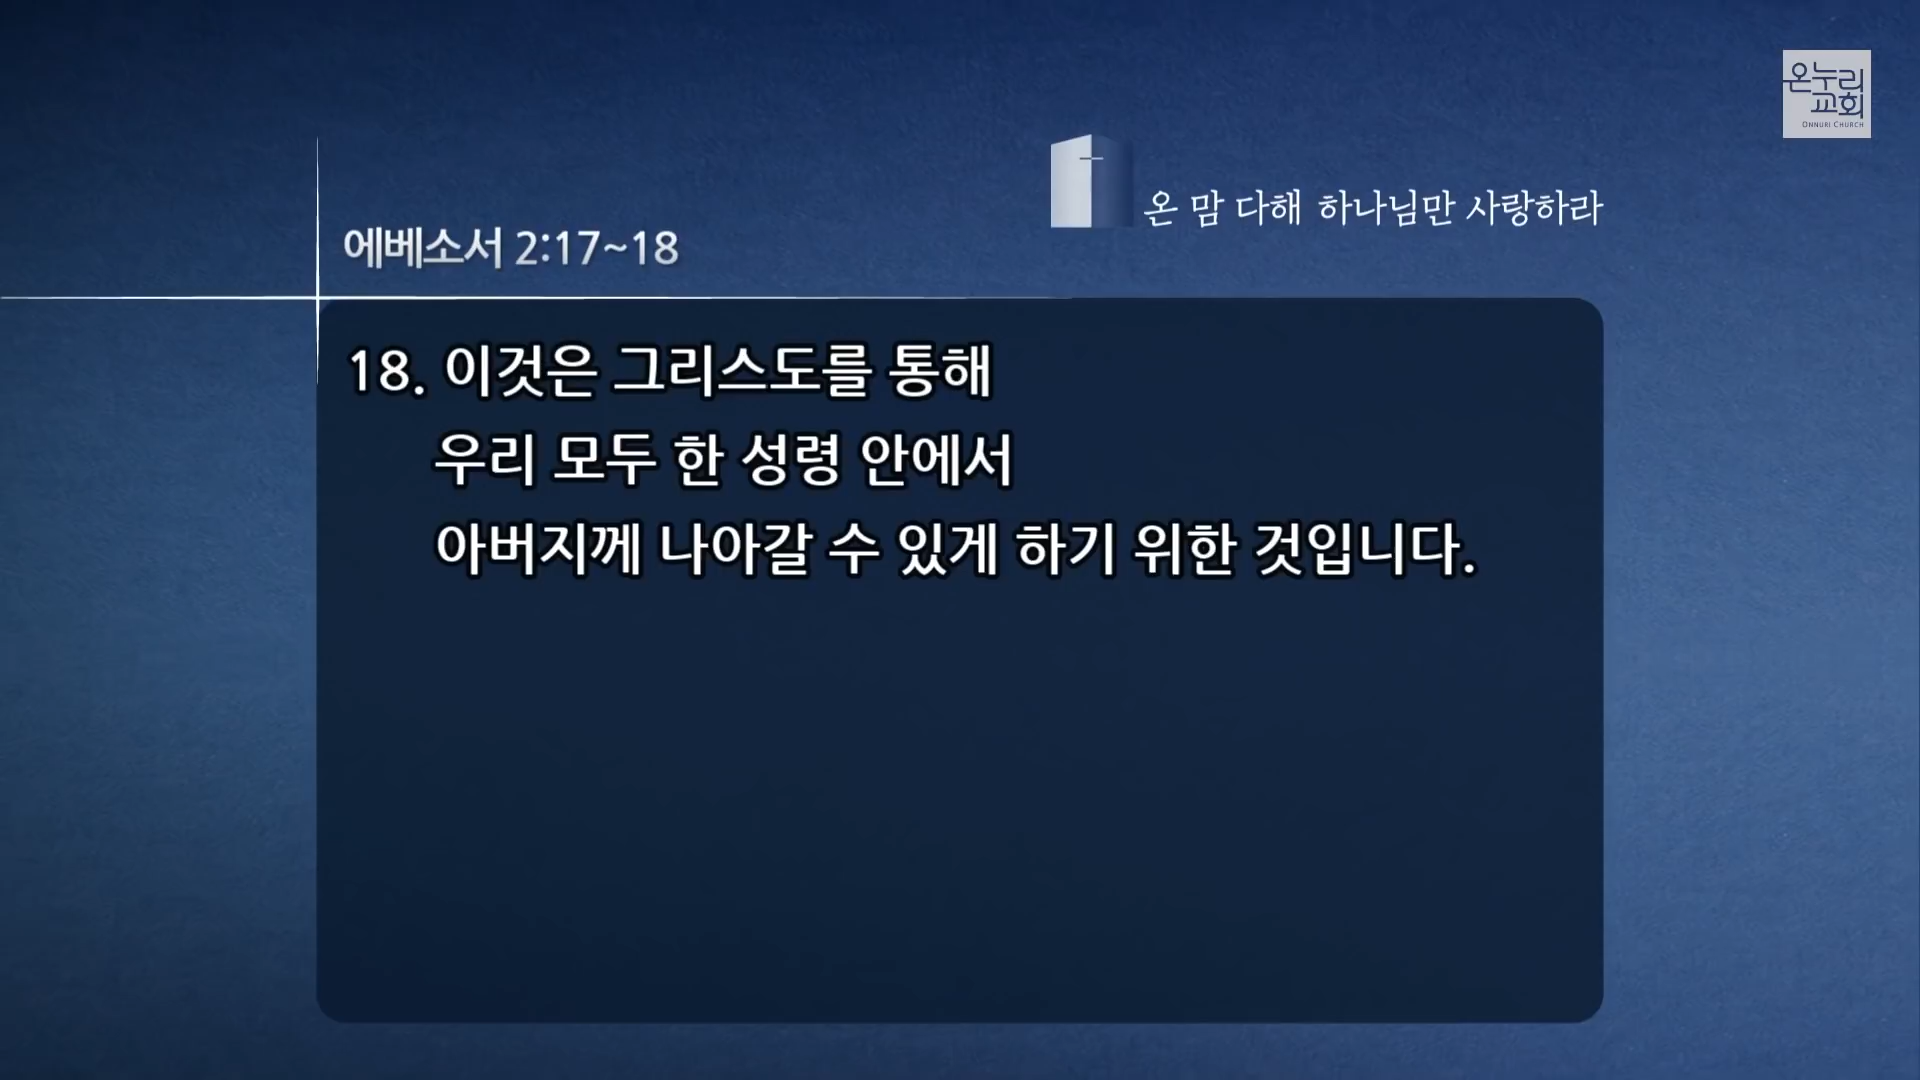 온누리
교회
ONNURI CHURCH
온 맘 다해 하나님만 사랑하라
에베소서 2:17~18
18. 이것은 그리스도를 통해
우리 모두 한 성령 안에서
아버지께 나아갈 수 있게 하기 위한 것입니다.